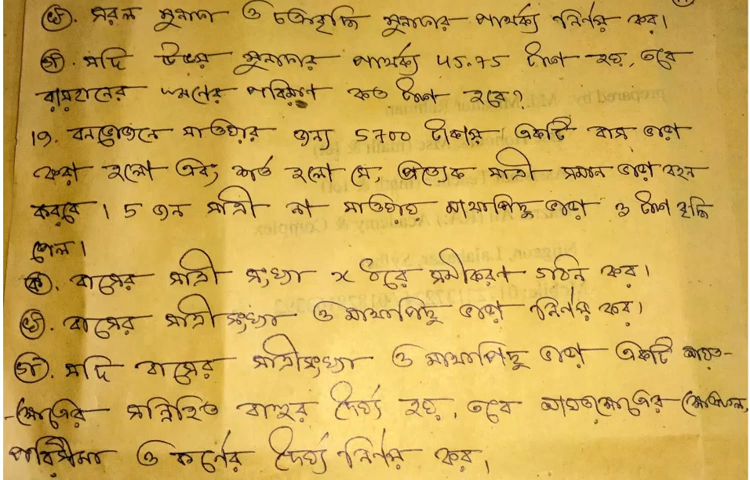 খ). সরল মুনাফা ও চক্রবৃদ্ধি মুনাফার পার্থক্য নির্ণয় কর।
গ). যদি উভয় মুনাফার পার্থক্য 45.75 টাকা হয়, তবে
পরিমাণ কত টাকা হবে?
19. বনভোজনে যাওয়ার জন্য 5700 টাকায় একটি বাস ভাড়া
করা হলো এবং শর্ত হলো যে, প্রত্যেক যাত্রী সমান ভাড়া বহন
করবে। 5 জন যাত্রী না যাওয়ায় মাথাপিছু ভাড়া 3 টাকা বৃদ্ধি
পেল।
ক). বাসের যাত্রী সংখ্যা x ধরে সমীকরণ গঠন কর।
খ). বাসের যাত্রী সংখ্যা ও মাথাপিছু ভাড়া নির্ণয় কর।
গ). যদি বাসের যাত্রীসংখ্যা ও মাথাপিছু ভাড়া একটি আয়ত-
-ক্ষেত্রের সন্নিহিত বাহুর দৈর্ঘ্য হয়, তবে আয়তক্ষেত্রের ক্ষেত্রফল,
পরিসীমা ও কর্ণের দৈর্ঘ্য নির্ণয় কর।